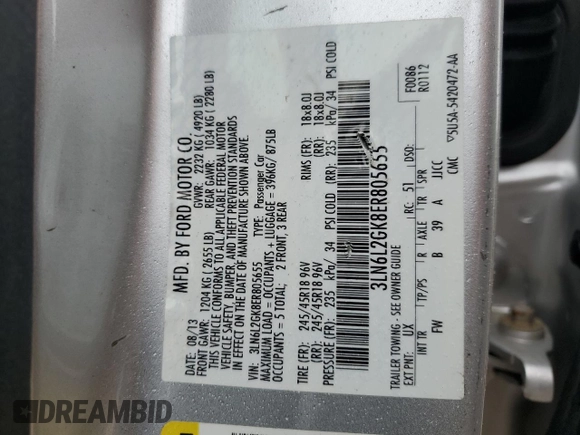 MFD. BY FORD MOTOR CO.
DATE: 08/13 GVWR: 2232 KG (4920 LB)
FRONT GAWR: 1204 KG (2655 LB) REAR GAWR: 1034 KG (2280 LB)
THIS VEHICLE CONFORMS TO ALL APPLICABLE FEDERAL MOTOR
VEHICLE SAFETY, BUMPER, AND THEFT PREVENTION STANDARDS
IN EFFECT ON THE DATE OF MANUFACTURE SHOWN ABOVE.
VIN: 3LN6L2GK8ER805655 TYPE: Passenger Car
MAXIMUM LOAD = OCCUPANTS + LUGGAGE = 396KG/ 875LB
OCCUPANTS = 5 TOTAL; 2 FRONT, 3 REAR
TIRE (FR): 245/45R18 96V RIMS (FR): 18x8.0J
(RR): 245/45R18 96V (RR): 18x8.0J
PRESSURE (FR): 235 kPa/ 34 PSI COLD (RR): 235 kPa/ 34 PSI COLD
3LN6L2GK8ER805655
TRAILER TOWING - SEE OWNER GUIDE F0086
EXT PNT: UX RC: 51 DSO: R0112
INT TR TP/PS R AXLE TR SPR
FW B 39 A J JJCC
CMC ▽5U5A-5420472-AA
DREAMBID